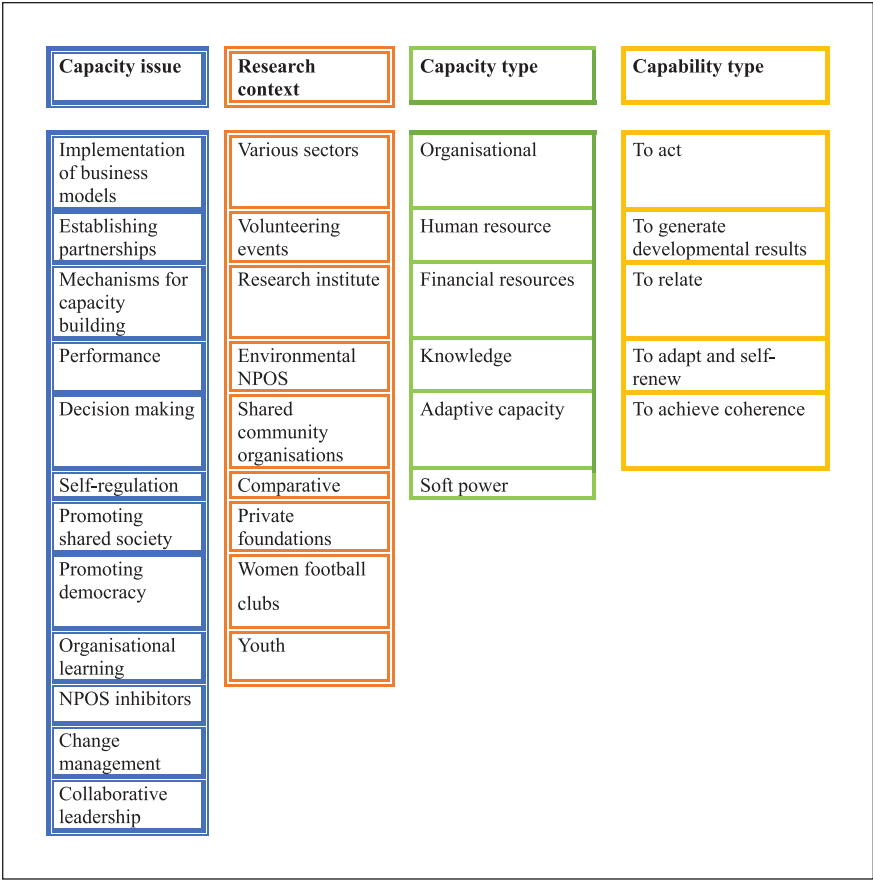 Capacity issue
Research
context
Capacity type
Capability type
Implementation
of business
models
Establishing
partnerships
Mechanisms for
capacity
building
Performance
Decision making
Self-regulation
Promoting
shared society
Promoting
democracy
Organisational
learning
NPOS inhibitors
Change
management
Collaborative
leadership
Various sectors
Volunteering
events
Research institute
Environmental
NPOS
Shared
community
organisations
Comparative
Private
foundations
Women football
clubs
Youth
Organisational
Human resource
Financial resources
Knowledge
Adaptive capacity
Soft power
To act
To generate
developmental results
To relate
To adapt and self-
renew
To achieve coherence